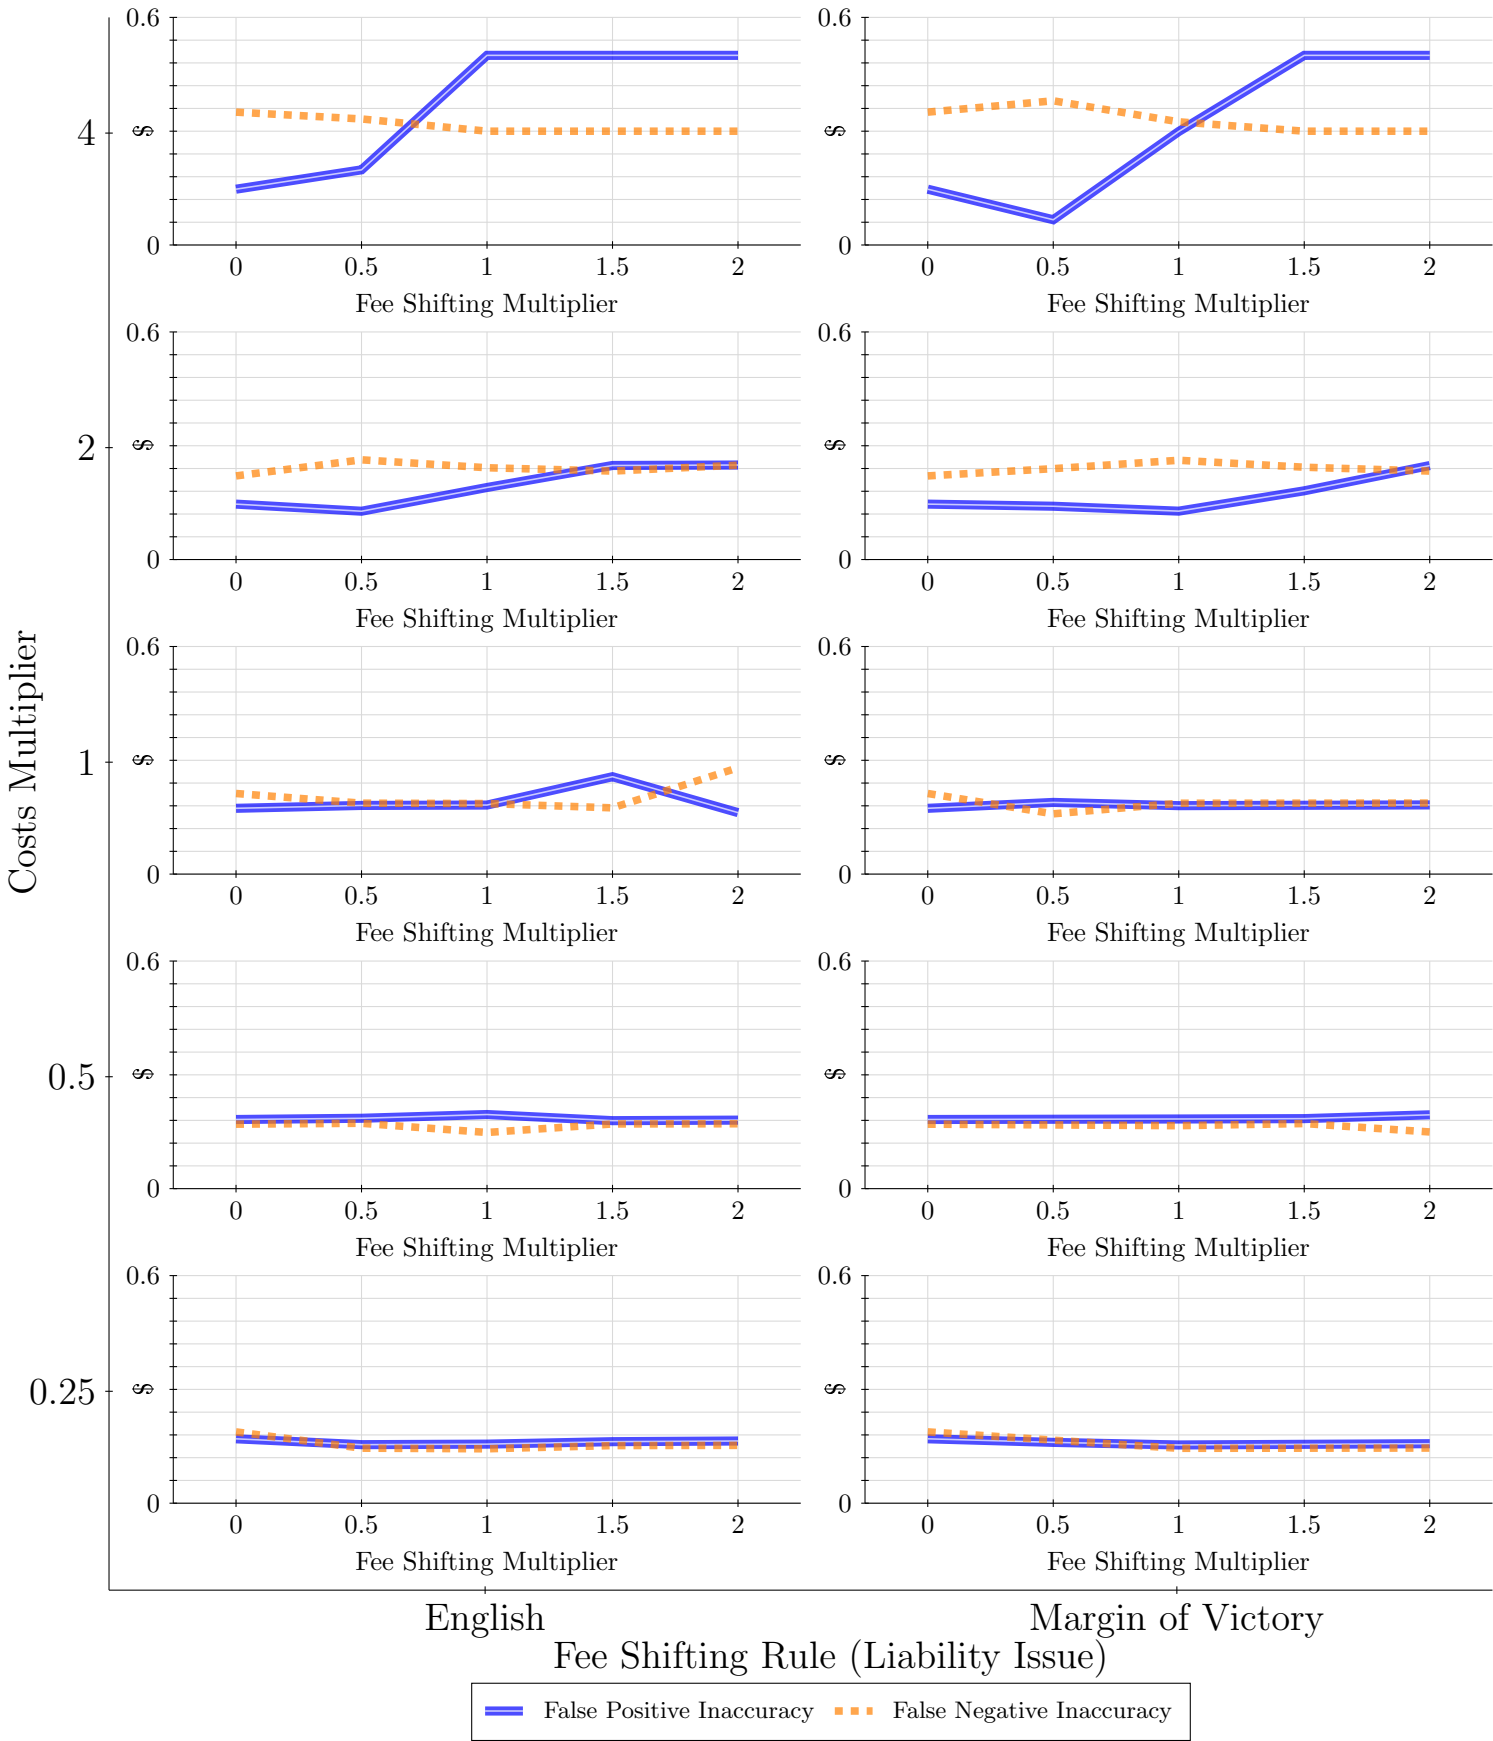 0.6 0.6
4 $ $
0 0
0 0.5 1 1.5 2 0 0.5 1 1.5 2
Fee Shifting Multiplier Fee Shifting Multiplier
0.6 0.6
2 $ $
0 0
0 0.5 1 1.5 2 0 0.5 1 1.5 2
Fee Shifting Multiplier Fee Shifting Multiplier
Costs Multiplier
0.6 0.6
1 $ $
0 0
0 0.5 1 1.5 2 0 0.5 1 1.5 2
Fee Shifting Multiplier Fee Shifting Multiplier
0.6 0.6
0.5 $ $
0 0
0 0.5 1 1.5 2 0 0.5 1 1.5 2
Fee Shifting Multiplier Fee Shifting Multiplier
0.6 0.6
0.25 $ $
0 0
0 0.5 1 1.5 2 0 0.5 1 1.5 2
Fee Shifting Multiplier Fee Shifting Multiplier
English Margin of Victory
Fee Shifting Rule (Liability Issue)
False Positive Inaccuracy False Negative Inaccuracy